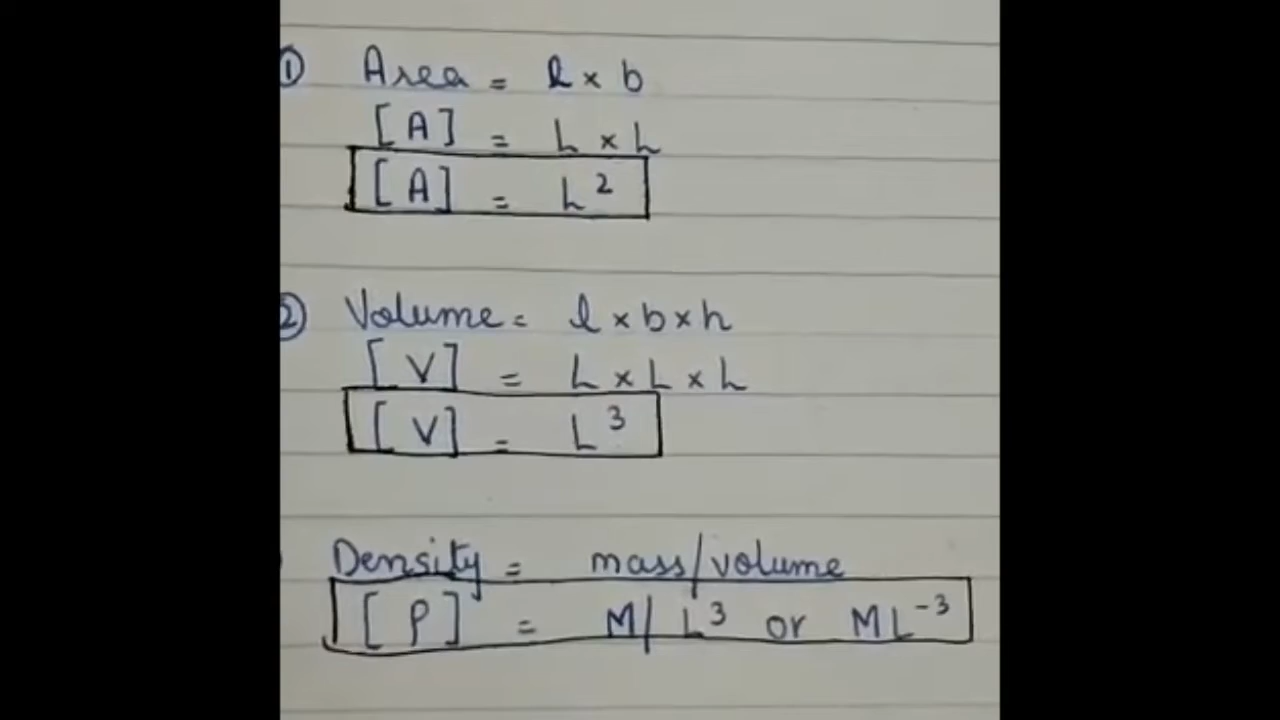 ① Area = l × b
[A] = L × L
[A] = L²
② Volume = l × b × h
[V] = L × L × L
[V] = L³
Density = mass/volume
[ρ] = M/L³ or ML⁻³